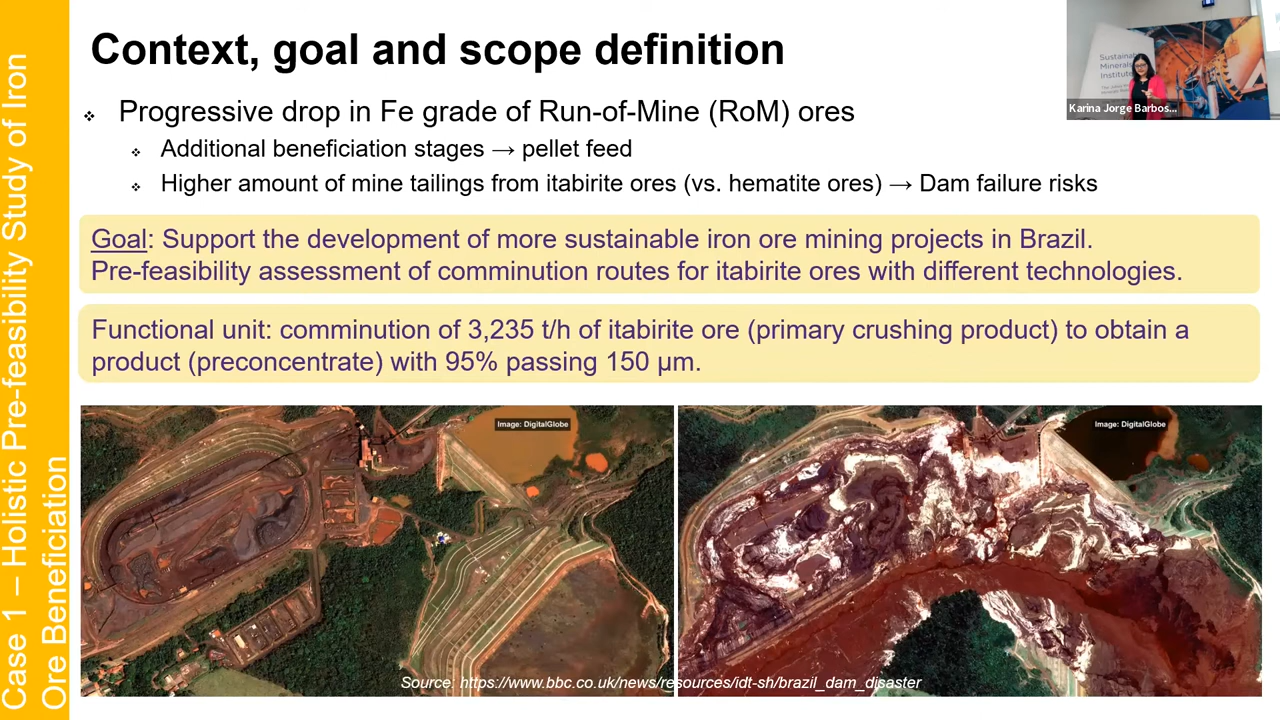 Case 1 – Holistic Pre-feasibility Study of Iron
Ore Beneficiation
Context, goal and scope definition
❖ Progressive drop in Fe grade of Run-of-Mine (RoM) ores
❖ Additional beneficiation stages → pellet feed
❖ Higher amount of mine tailings from itabirite ores (vs. hematite ores) → Dam failure risks
Goal: Support the development of more sustainable iron ore mining projects in Brazil.
Pre-feasibility assessment of comminution routes for itabirite ores with different technologies.
Functional unit: comminution of 3,235 t/h of itabirite ore (primary crushing product) to obtain a
product (preconcentrate) with 95% passing 150 µm.
Image: DigitalGlobe
Image: DigitalGlobe
Source: https://www.bbc.co.uk/news/resources/idt-sh/brazil_dam_disaster
Sustainab
Minerals
Institute
Karina Jorge Barbos...